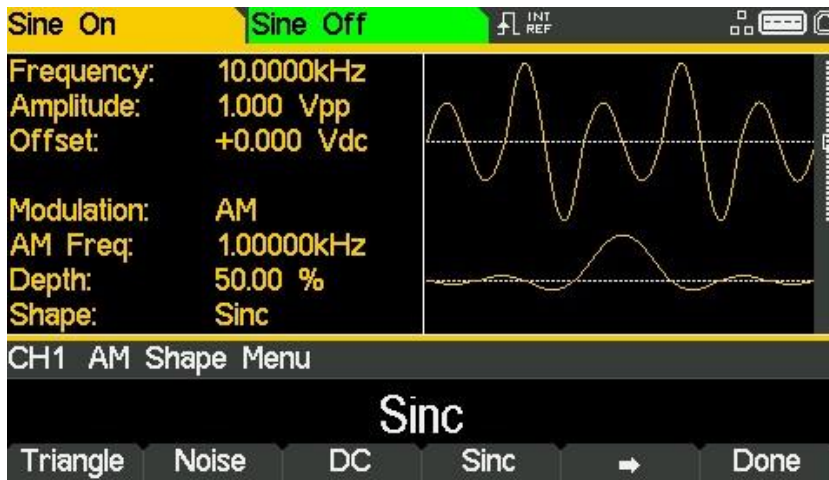 Sine On Sine Off INT
REF
Frequency: 10.0000kHz
Amplitude: 1.000 Vpp
Offset: +0.000 Vdc
Modulation: AM
AM Freq: 1.00000kHz
Depth: 50.00 %
Shape: Sinc
CH1 AM Shape Menu
Sinc
Triangle Noise DC Sinc Done